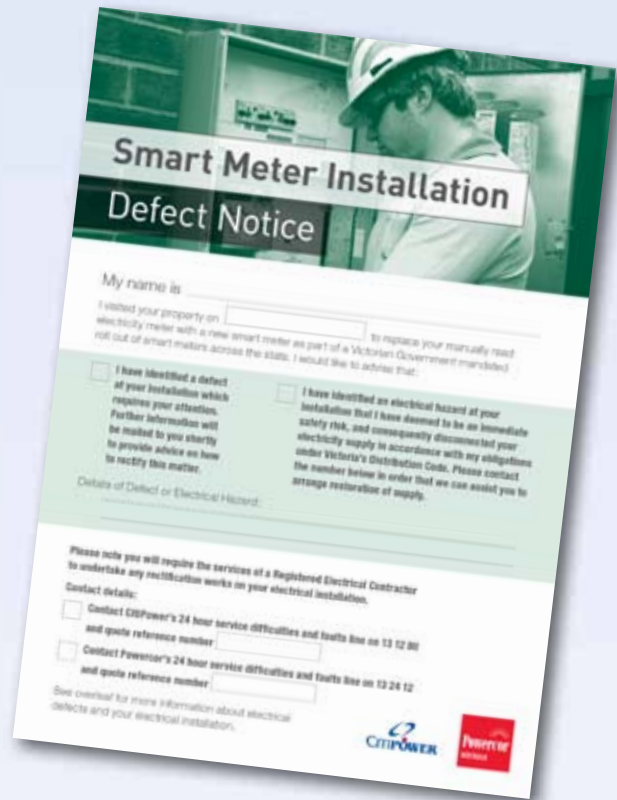 Smart Meter Installation
Defect Notice
My name is
I visited your property on to replace your manually read
electricity meter with a new smart meter as part of a Victorian Government mandated
roll out of smart meters across the state. I would like to advise that:
I have identified a defect
at your installation which
requires your attention.
Further information will
be mailed to you shortly
to provide advice on how
to rectify this matter.
I have identified an electrical hazard at your
installation that I have deemed to be an immediate
safety risk, and consequently disconnected your
electricity supply in accordance with my obligations
under Victoria's Distribution Code. Please contact
the number below in order that we can assist you to
arrange restoration of supply.
Details of Defect or Electrical Hazard:
Please note you will require the services of a Registered Electrical Contractor
to undertake any rectification works on your electrical installation.
Contact details:
Contact CitiPower's 24 hour service difficulties and faults line on 13 12 80
and quote reference number
Contact Powercor's 24 hour service difficulties and faults line on 13 24 12
and quote reference number
See overleaf for more information about electrical
defects and your electrical installation.
CITIPOWER
Powercor